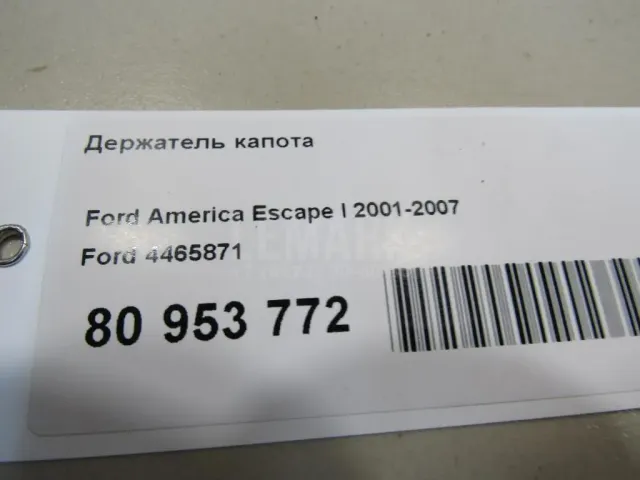 Держатель капота
Ford America Escape I 2001-2007
Ford 4465871
80 953 772